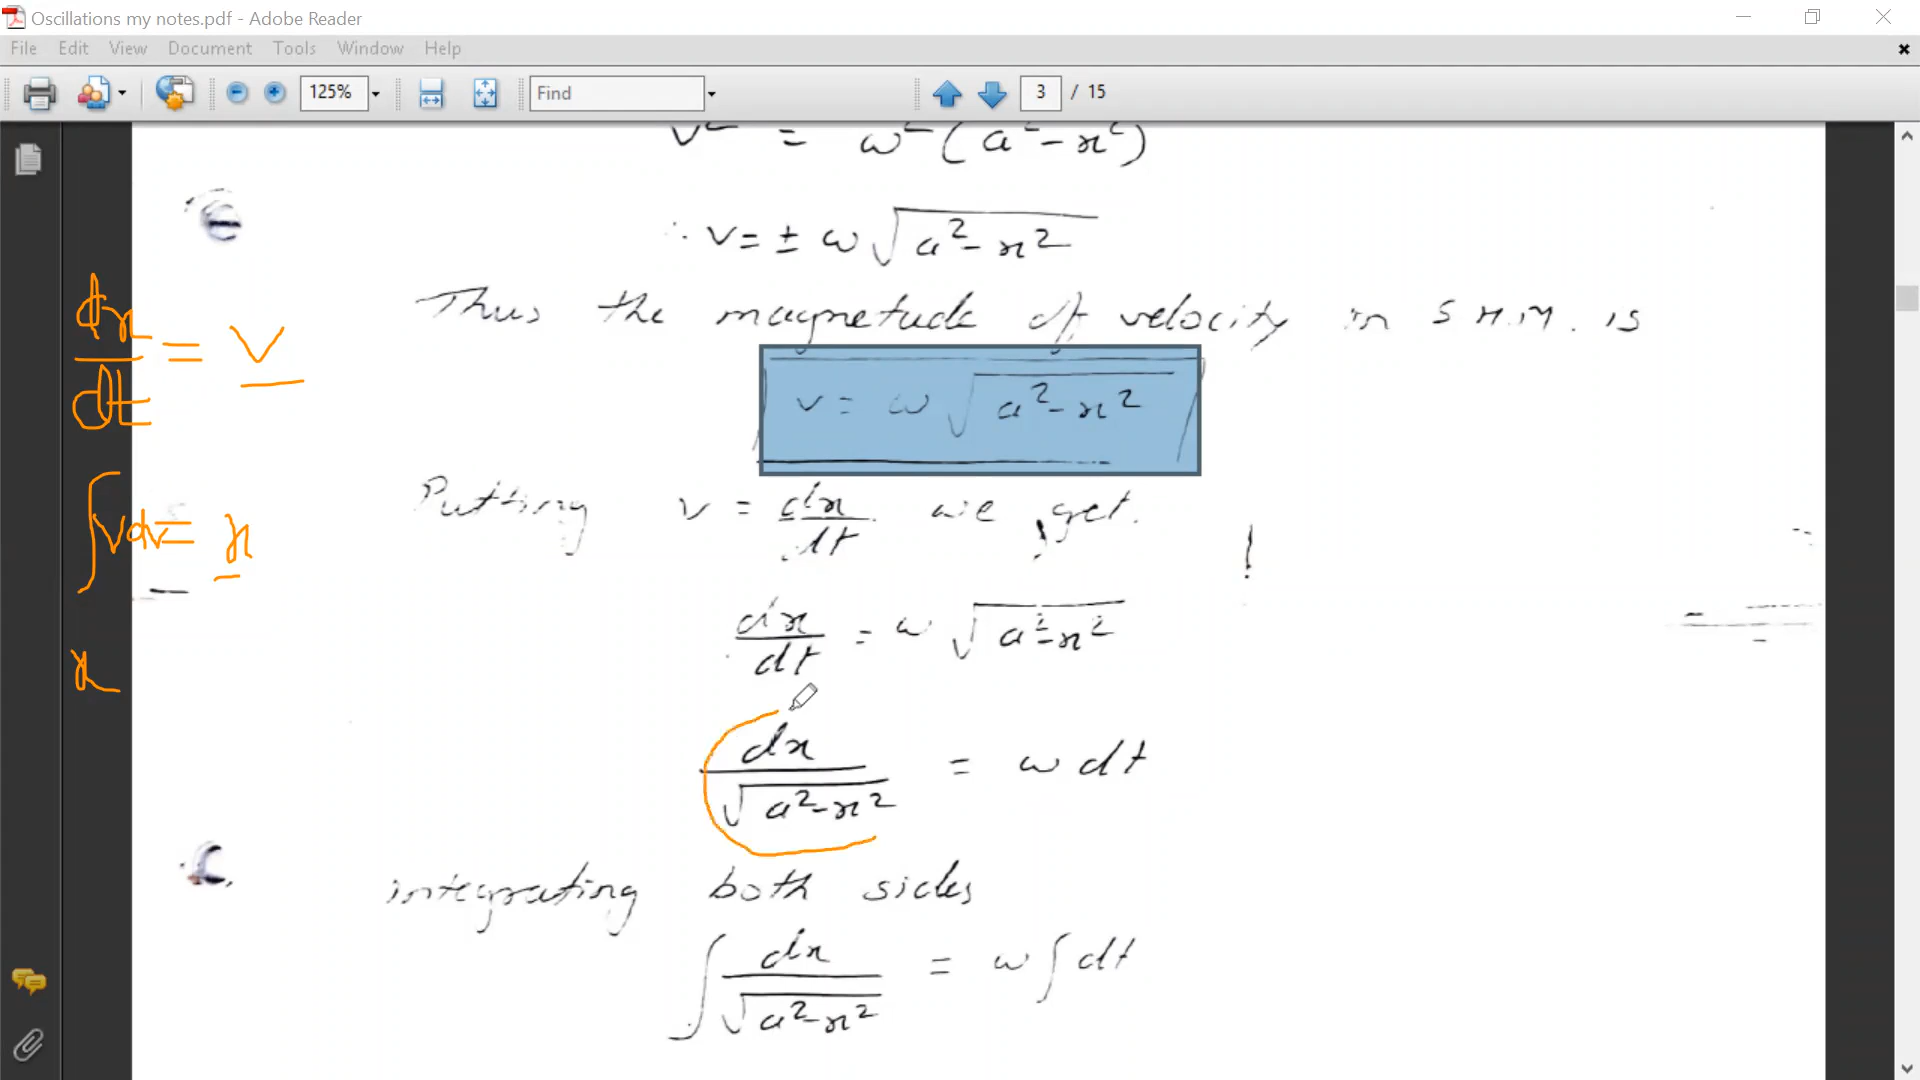 Oscillations my notes.pdf - Adobe Reader
File Edit View Document Tools Window Help
125% Find 3 / 15
v² = ω²(a²-x²)
∴ v = ± ω√(a²-x²)
Thus the magnetude of velocity in S.H.M. is
v = ω√(a²-x²)
dx/dt = v
Putting v = dx/dt we get.
∫vdv = x
dx/dt = ω√(a²-x²)
x
dx/√(a²-x²) = ω dt
integrating both sides
∫ dx/√(a²-x²) = ω∫dt